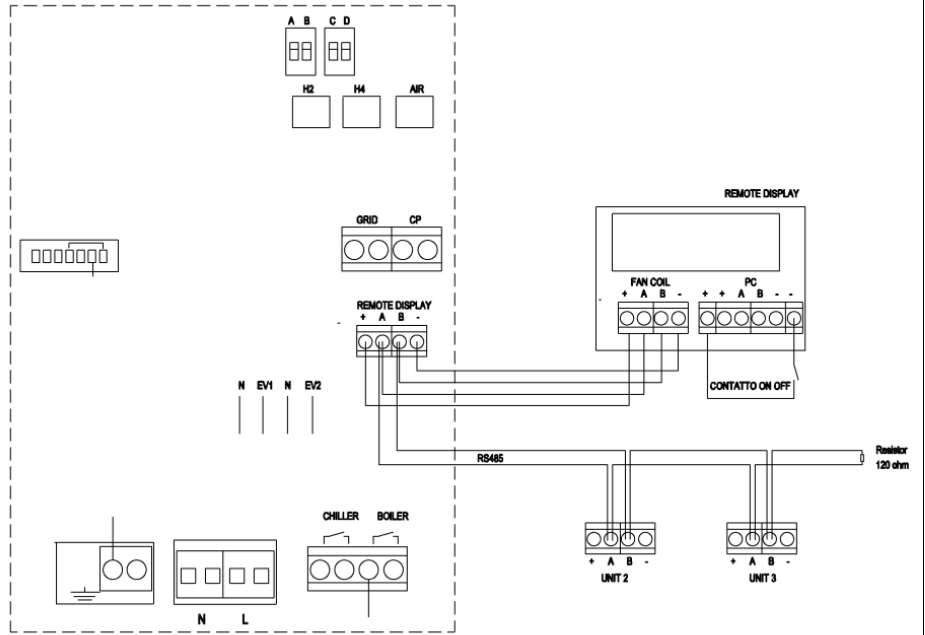 A B C D
H2 H4 AIR
REMOTE DISPLAY
GRID CP
FAN COIL PC
+ A B - + + A B - -
REMOTE DISPLAY
+ A B -
N EV1 N EV2
CONTATTO ON OFF
RS485
Resistor
120 ohm
CHILLER BOILER
+ A B - + A B -
UNIT 2 UNIT 3
N L